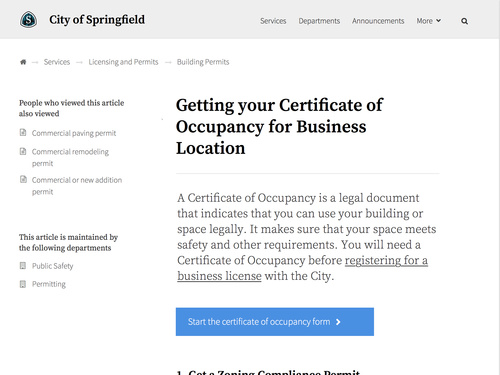 S
City of Springfield
Services Departments Announcements More
Services → Licensing and Permits → Building Permits
People who viewed this article
also viewed
Commercial paving permit
Commercial remodeling
permit
Commercial or new addition
permit
This article is maintained by
the following departments
Public Safety
Permitting
Getting your Certificate of
Occupancy for Business
Location
A Certificate of Occupancy is a legal document
that indicates that you can use your building or
space legally. It makes sure that your space meets
safety and other requirements. You will need a
Certificate of Occupancy before registering for a
business license with the City.
Start the certificate of occupancy form
1. Get a Zoning Compliance Permit